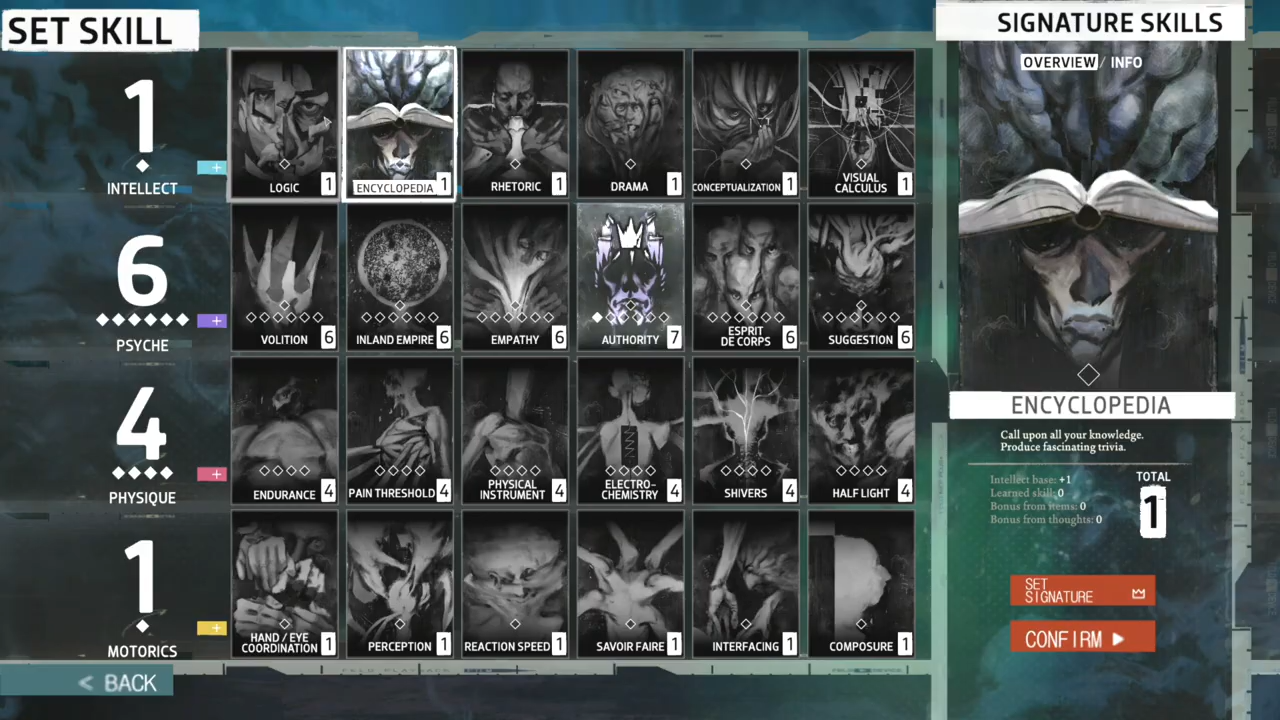 SET SKILL
SIGNATURE SKILLS
OVERVIEW / INFO
1
INTELLECT
+
LOGIC 1
ENCYCLOPEDIA 1
RHETORIC 1
DRAMA 1
CONCEPTUALIZATION 1
VISUAL
CALCULUS 1
6
PSYCHE
+
VOLITION 6
INLAND EMPIRE 6
EMPATHY 6
AUTHORITY 7
ESPRIT
DE CORPS 6
SUGGESTION 6
4
PHYSIQUE
+
ENDURANCE 4
PAIN THRESHOLD 4
PHYSICAL
INSTRUMENT 4
ELECTRO-
CHEMISTRY 4
SHIVERS 4
HALF LIGHT 4
1
MOTORICS
+
HAND / EYE
COORDINATION 1
PERCEPTION 1
REACTION SPEED 1
SAVOIR FAIRE 1
INTERFACING 1
COMPOSURE 1
ENCYCLOPEDIA
Call upon all your knowledge.
Produce fascinating trivia.
Intellect base: +1
Learned skill: 0
Bonus from items: 0
Bonus from thoughts: 0
TOTAL
1
SET
SIGNATURE
CONFIRM
< BACK